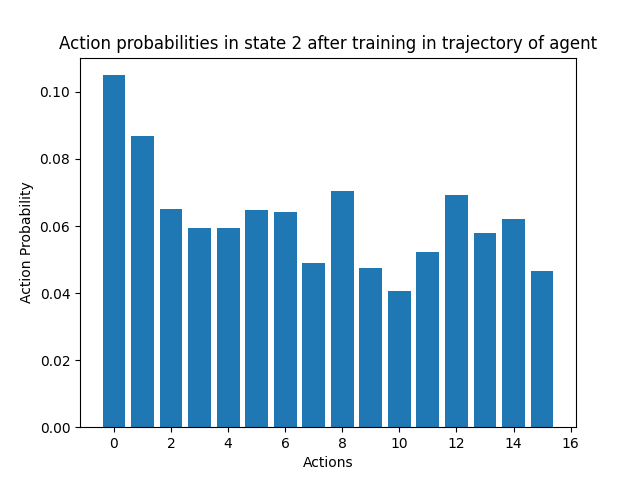 Action probabilities in state 2 after training in trajectory of agent
0.10
0.08
0.06
0.04
0.02
0.00
Action Probability
0 2 4 6 8 10 12 14 16
Actions